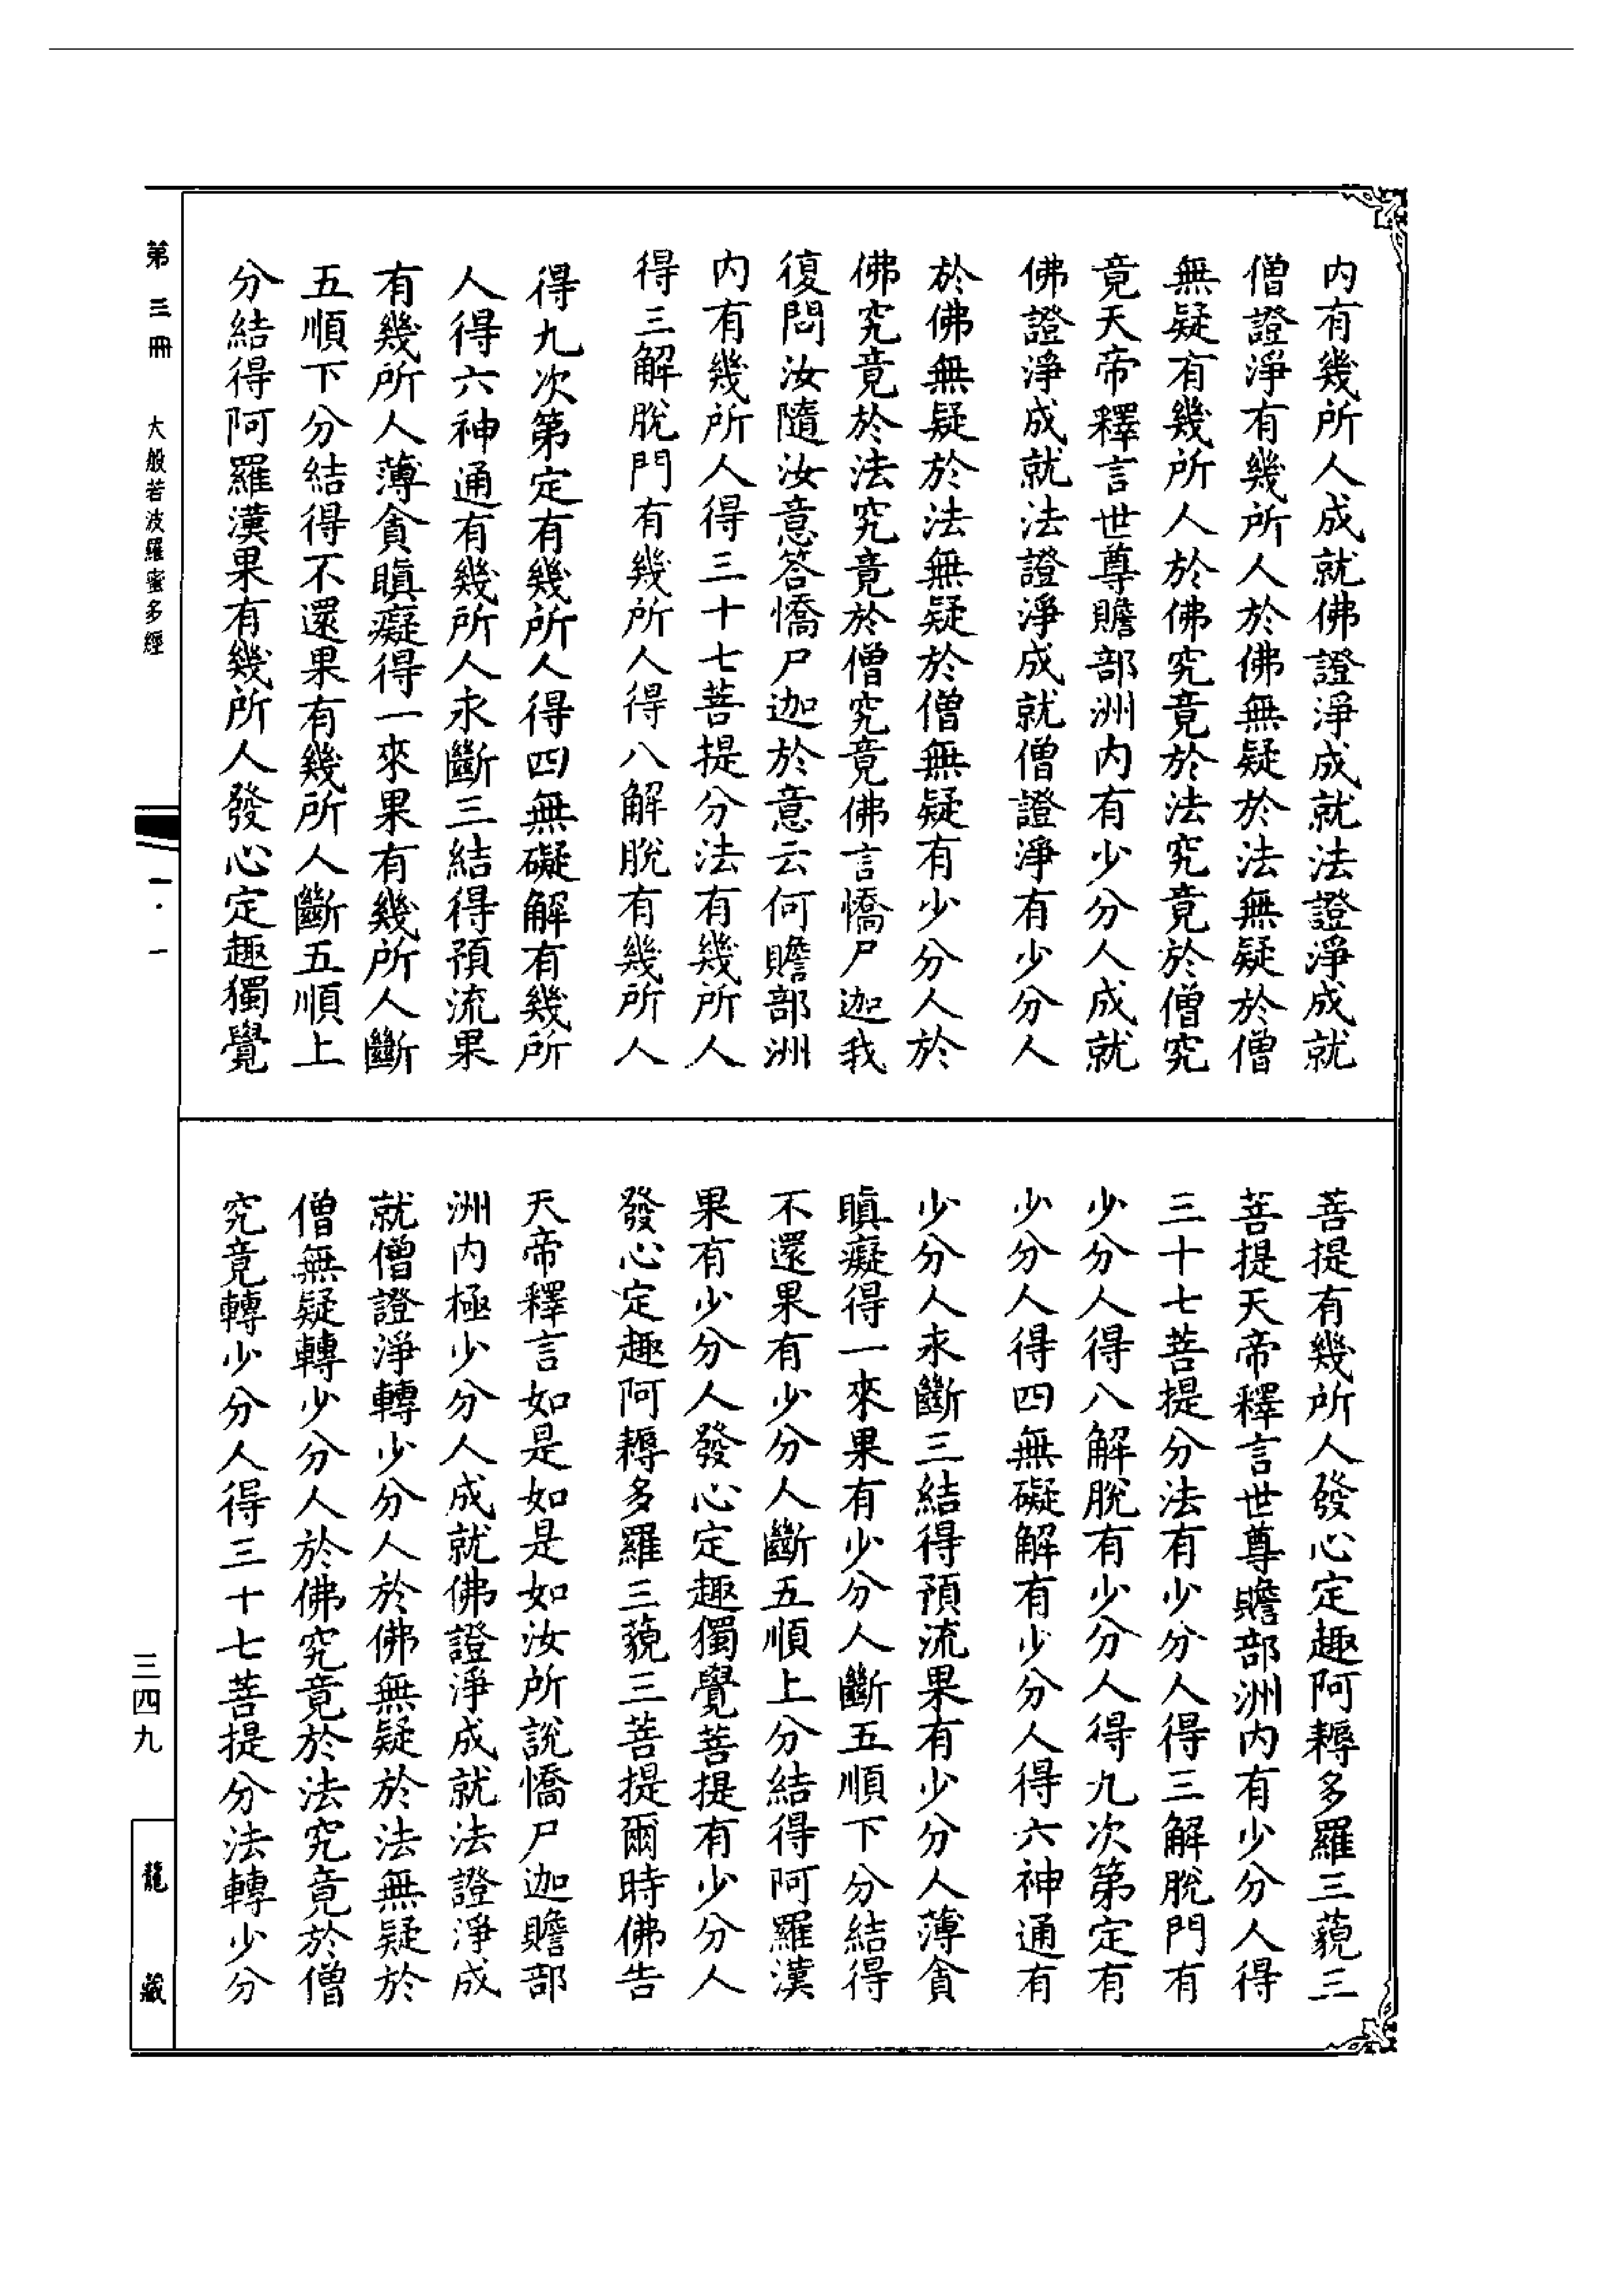 内有幾所人成就佛證淨成就法證淨成就
僧證淨有幾所人於佛無疑於法無疑於僧
無疑有幾所人於佛究竟於法究竟於僧究
竟天帝釋言世尊贍部洲内有少分人成就
佛證淨成就法證淨成就僧證淨有少分人
於佛無疑於法無疑於僧無疑有少分人於
佛究竟於法究竟於僧究竟佛言憍尸迦我
復問汝隨汝意答憍尸迦於意云何贍部洲
内有幾所人得三十七菩提分法有幾所人
得三解脫門有幾所人得八解脫有幾所人
得九次第定有幾所人得四無礙解有幾所
人得六神通有幾所人永斷三結得預流果
有幾所人薄貪瞋癡得一來果有幾所人斷
五順下分結得不還果有幾所人斷五順上
分結得阿羅漢果有幾所人發心定趣獨覺
菩提有幾所人發心定趣阿耨多羅三藐三
菩提天帝釋言世尊贍部洲内有少分人得
三十七菩提分法有少分人得三解脫門有
少分人得八解脫有少分人得九次第定有
少分人得四無礙解有少分人得六神通有
少分人永斷三結得預流果有少分人薄貪
瞋癡得一來果有少分人斷五順下分結得
不還果有少分人斷五順上分結得阿羅漢
果有少分人發心定趣獨覺菩提有少分人
發心定趣阿耨多羅三藐三菩提爾時佛告
天帝釋言如是如是如汝所說憍尸迦贍部
洲内極少分人成就佛證淨成就法證淨成
就僧證淨轉少分人於佛無疑於法無疑於
僧無疑轉少分人於佛究竟於法究竟於僧
究竟轉少分人得三十七菩提分法轉少分
第三冊 大般若波羅蜜多經 一·一
三四九
龍藏